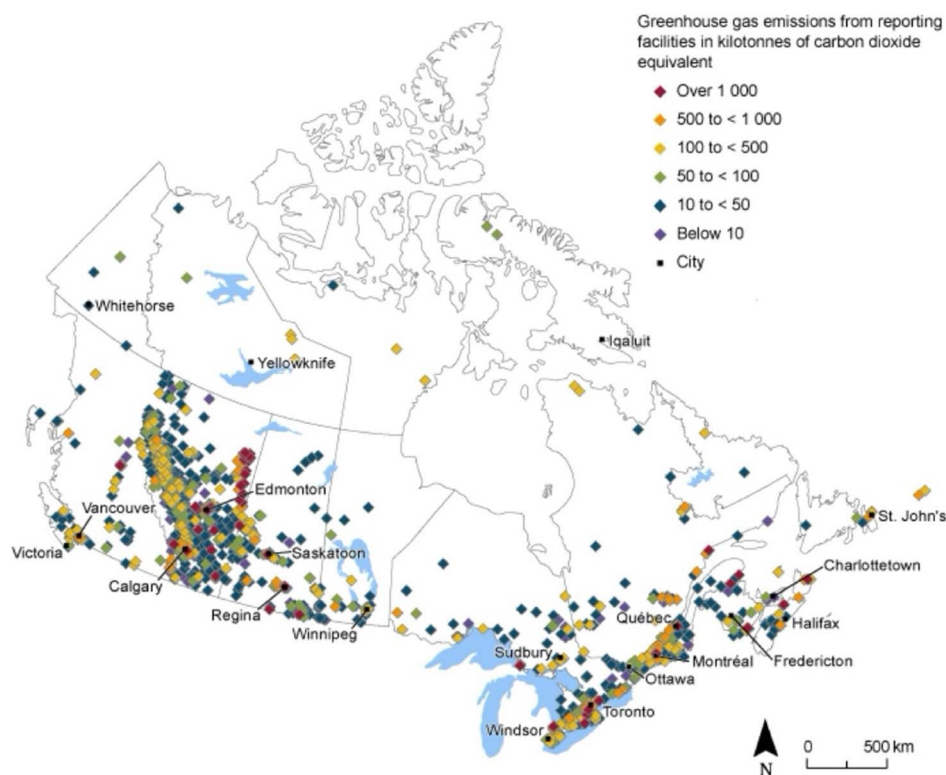 Greenhouse gas emissions from reporting
facilities in kilotonnes of carbon dioxide
equivalent
Over 1 000
500 to < 1 000
100 to < 500
50 to < 100
10 to < 50
Below 10
City
Whitehorse
Iqaluit
Yellowknife
Edmonton
Vancouver
St. John's
Victoria
Saskatoon
Calgary
Charlottetown
Regina
Québec
Halifax
Winnipeg
Sudbury
Montréal
Fredericton
Ottawa
Toronto
Windsor
0 500 km
N